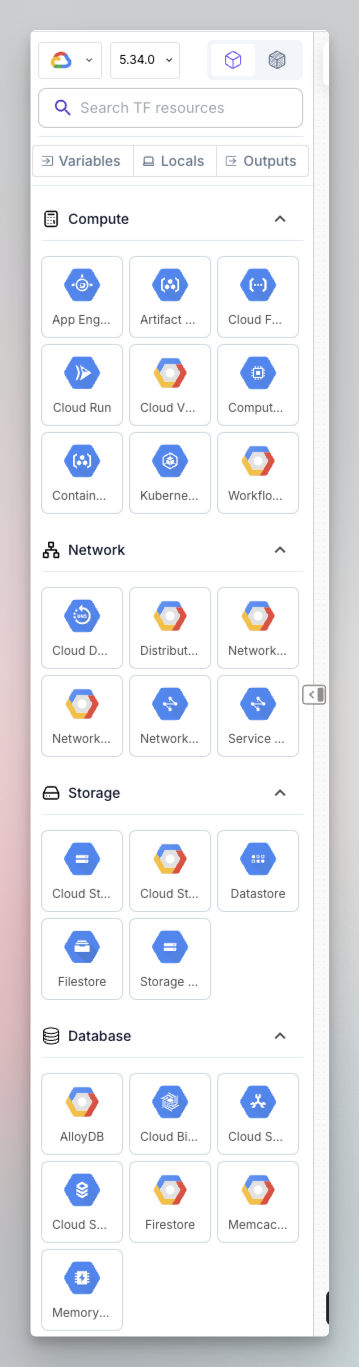 5.34.0
Search TF resources
Variables Locals Outputs
Compute
App Eng... Artifact ... Cloud F...
Cloud Run Cloud V... Comput...
Contain... Kuberne... Workflo...
Network
Cloud D... Distribut... Network...
Network... Network... Service ...
Storage
Cloud St... Cloud St... Datastore
Filestore Storage ...
Database
AlloyDB Cloud Bi... Cloud S...
Cloud S... Firestore Memcac...
Memory...